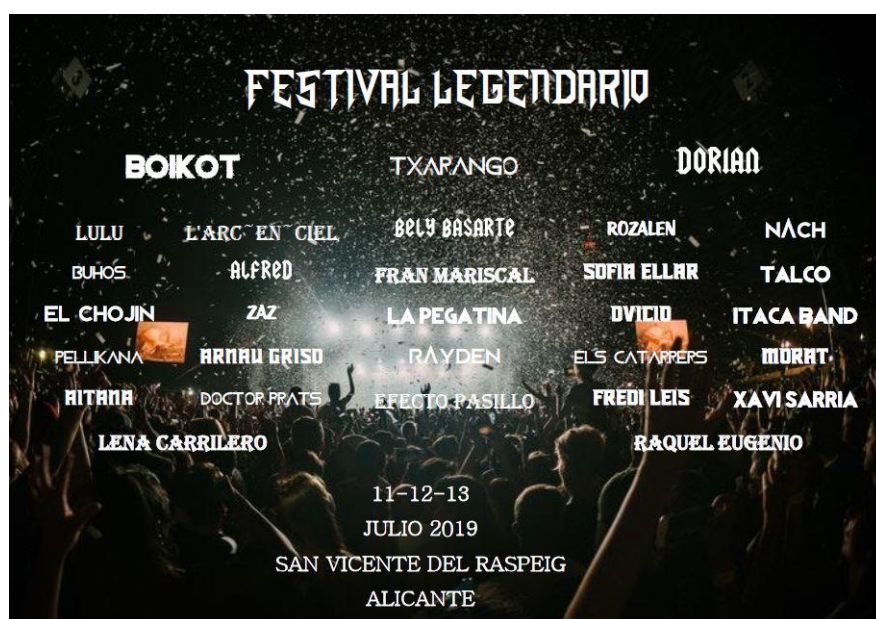 FESTIVAL LEGENDARIO
BOIKOT TXARANGO DORIAN
LULU L'ARC~EN~CIEL BELY BASARTE ROZALEN NACH
BUHOS ALFRED FRAN MARISCAL SOFIA ELLAR TALCO
EL CHOJIN ZAZ LA PEGATINA DVICIO ITACA BAND
PELLIKANA ARNAU GRISO RAYDEN ELS CATARRERS MORAT
AITANA DOCTOR PRATS EFECTO PASILLO FREDI LEIS XAVI SARRIA
LENA CARRILERO RAQUEL EUGENIO
11-12-13
JULIO 2019
SAN VICENTE DEL RASPEIG
ALICANTE